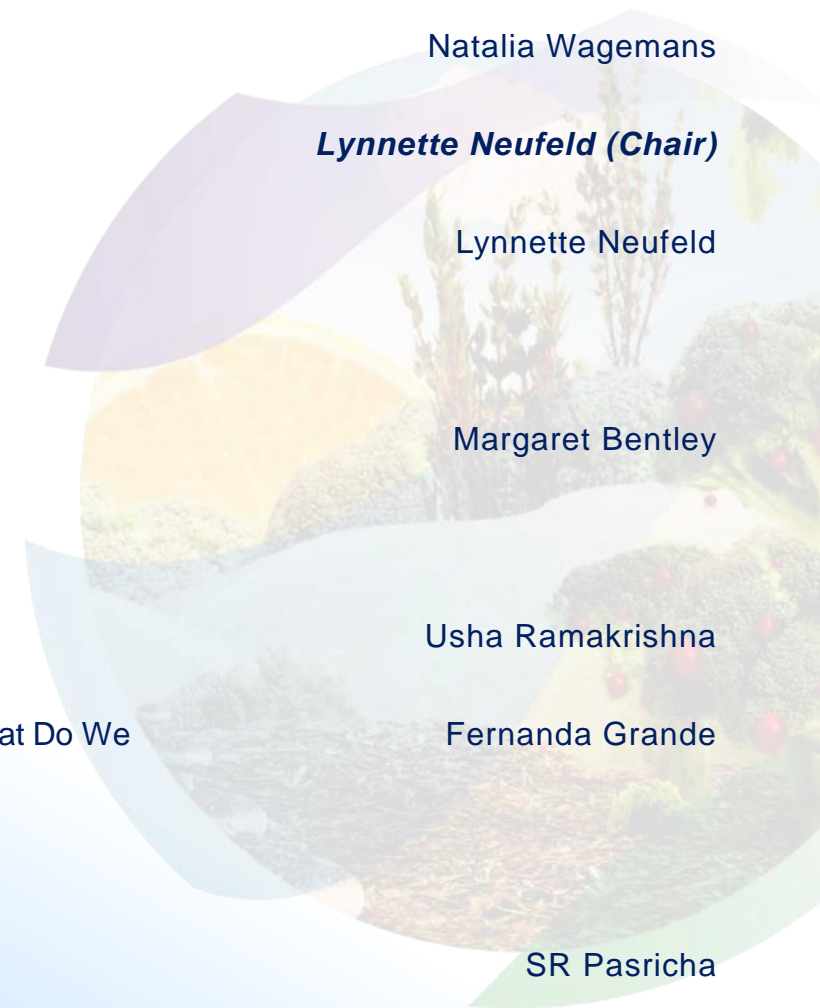 Natalia Wagemans
Lynnette Neufeld (Chair)
Lynnette Neufeld
Margaret Bentley
Usha Ramakrishna
at Do We Fernanda Grande
SR Pasricha